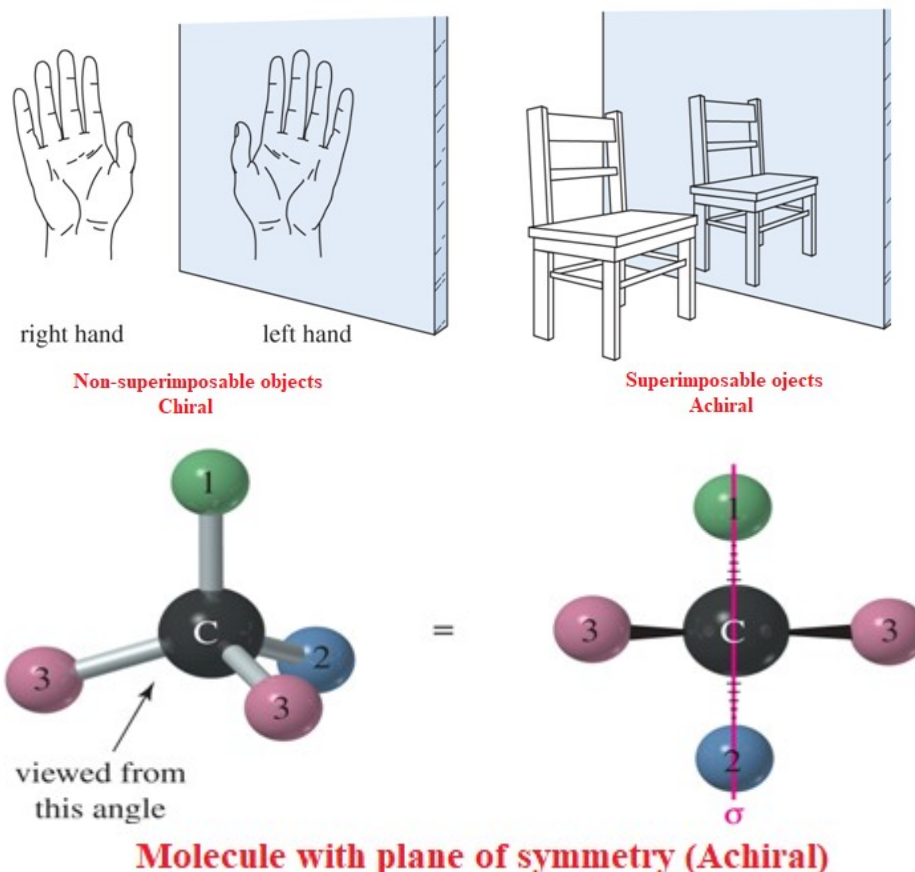 right hand
left hand
Non-superimposable objects
Chiral
Superimposable ojects
Achiral
1
C
3
2
3
viewed from
this angle
=
1
3
C
3
2
σ
Molecule with plane of symmetry (Achiral)